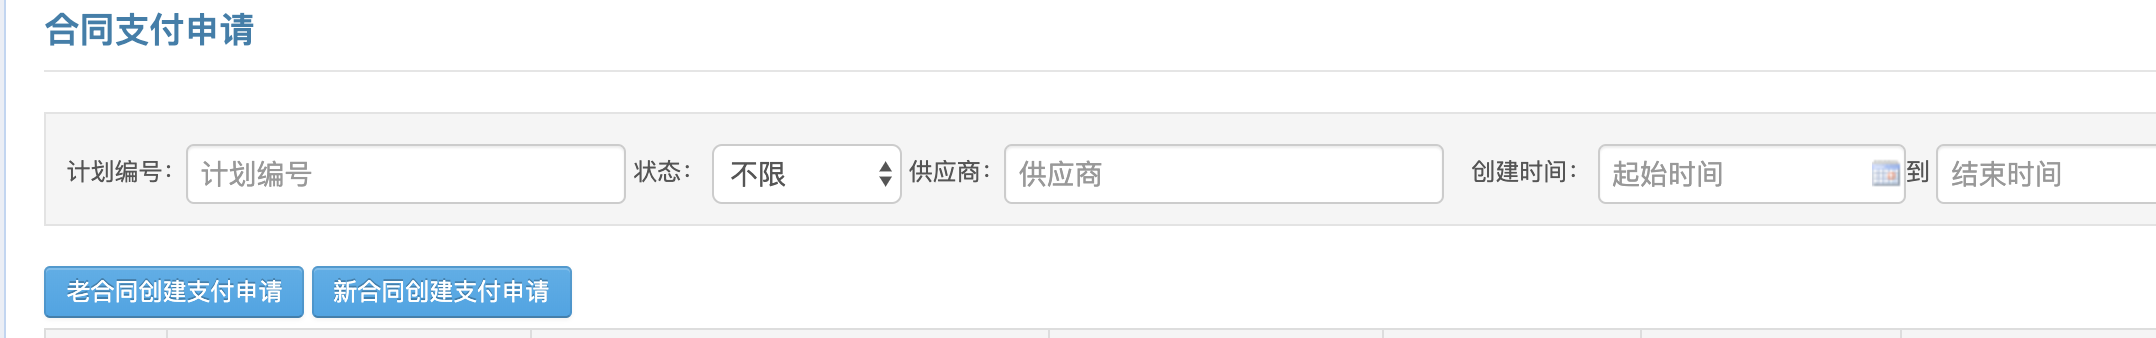 合同支付申请
计划编号： 计划编号 状态： 不限 供应商： 供应商 创建时间： 起始时间 到 结束时间
老合同创建支付申请 新合同创建支付申请